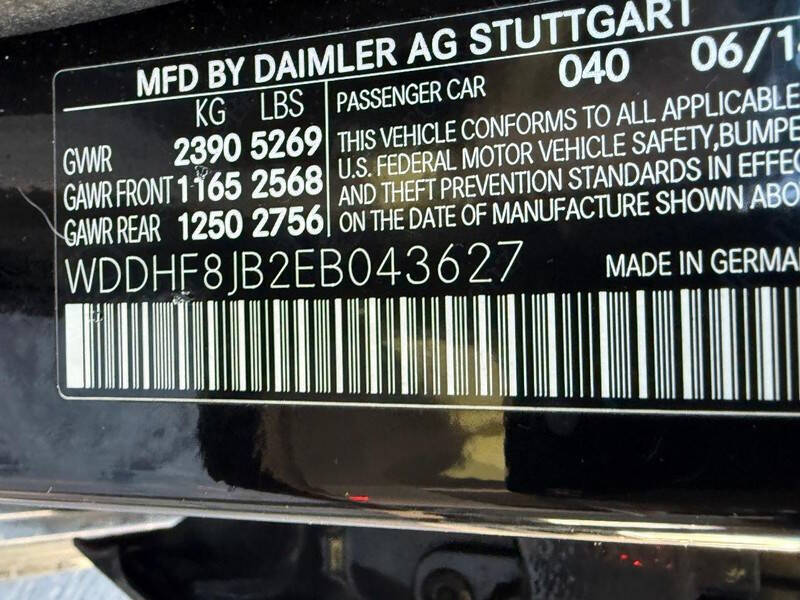 MFD BY DAIMLER AG STUTTGART
KG LBS PASSENGER CAR 040 06/1
GVWR 2390 5269
GAWR FRONT 1165 2568
GAWR REAR 1250 2756
THIS VEHICLE CONFORMS TO ALL APPLICABLE
U.S. FEDERAL MOTOR VEHICLE SAFETY, BUMPE
AND THEFT PREVENTION STANDARDS IN EFFEC
ON THE DATE OF MANUFACTURE SHOWN ABO
WDDHF8JB2EB043627 MADE IN GERMA